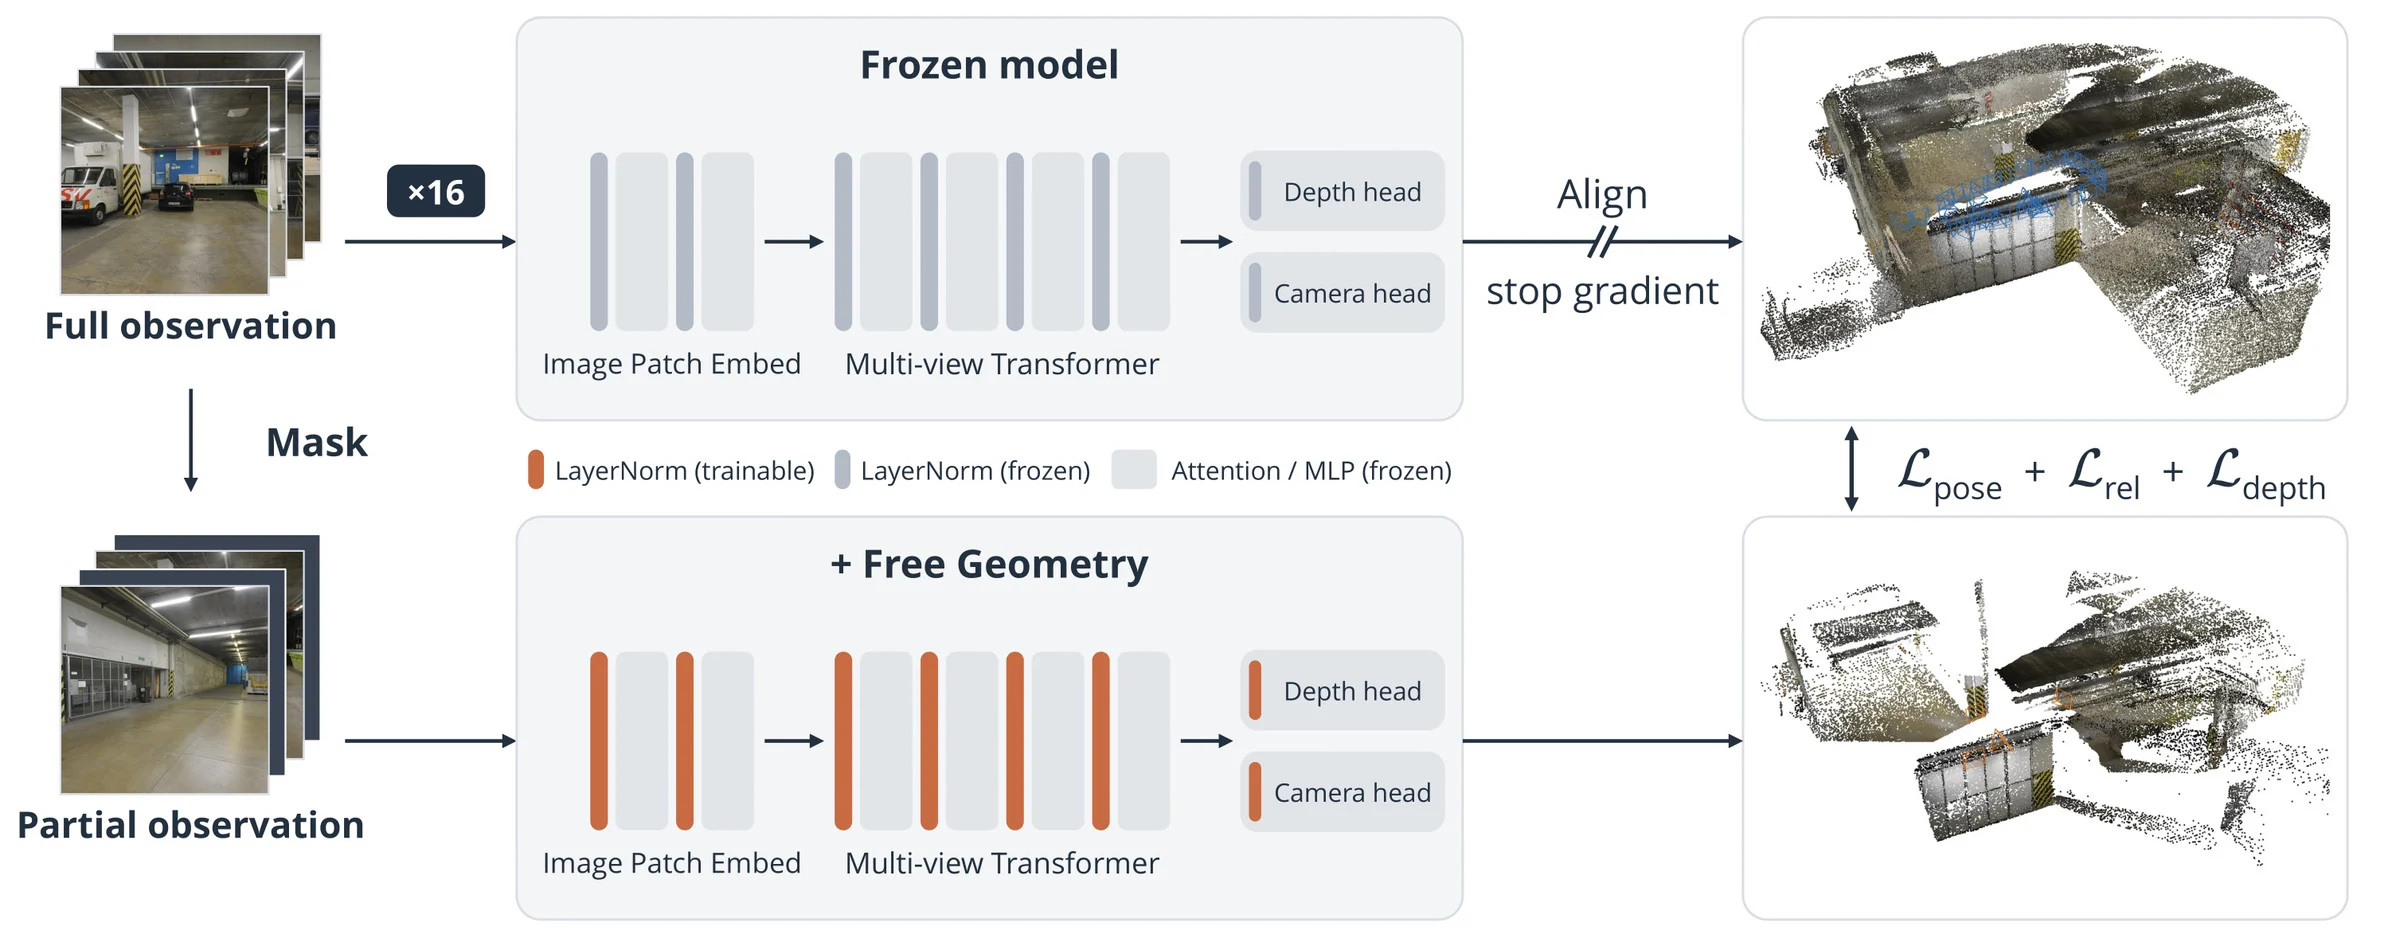 Frozen model
×16
Full observation
Depth head
Camera head
Image Patch Embed
Multi-view Transformer
Align
stop gradient
Mask
LayerNorm (trainable)
LayerNorm (frozen)
Attention / MLP (frozen)
ℒpose + ℒrel + ℒdepth
+ Free Geometry
Partial observation
Depth head
Camera head
Image Patch Embed
Multi-view Transformer